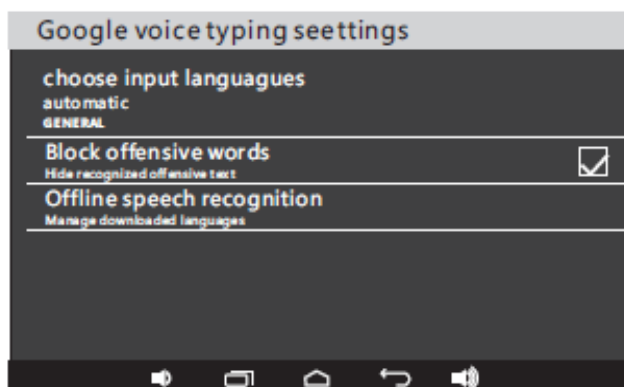 Google voice typing seettings
choose input languagues
automatic
GENERAL
Block offensive words
Hide recognized offensive text
Offline speech recognition
Manage downloaded languages